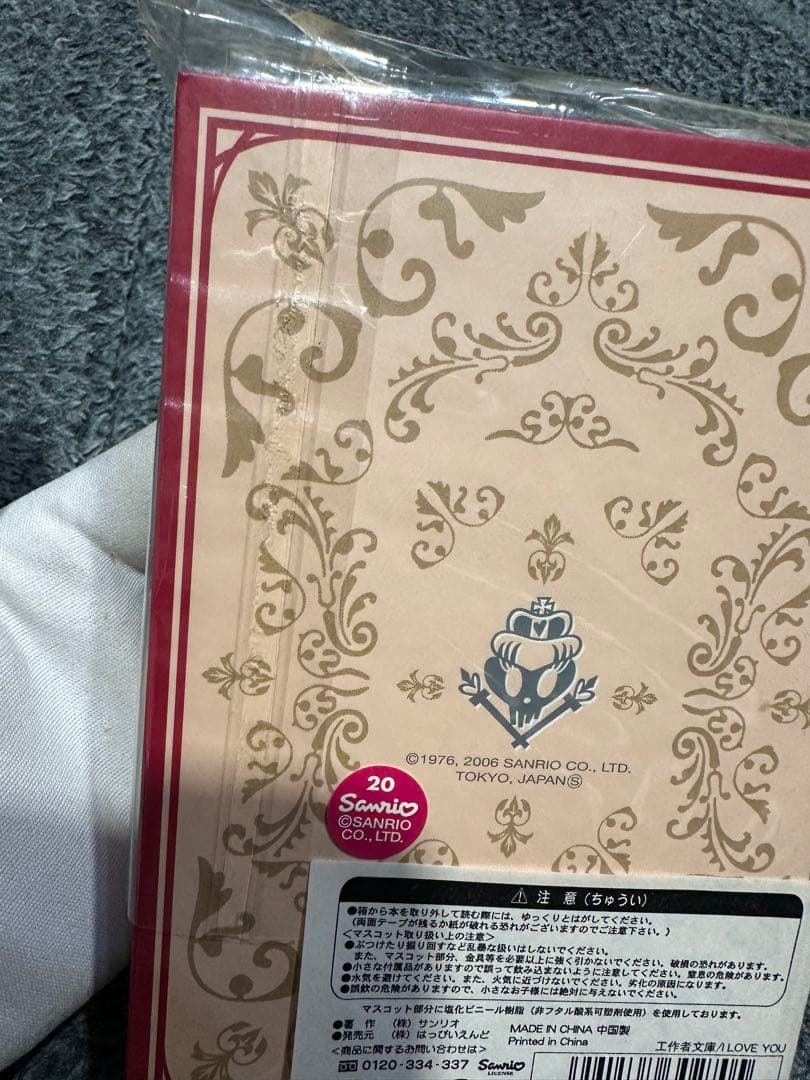 ©1976, 2006 SANRIO CO., LTD.
TOKYO, JAPANⓈ
20
Sanrio
©SANRIO
CO., LTD.
⚠ 注 意（ちゅうい）
●箱から本を取り外して読む際には、ゆっくりとはがしてください。
（両面テープが残るか紙が破れる恐れがございますのでご注意下さい。）
＜マスコット取り扱い上の注意＞
●ぶつけたり振り回すなど乱暴な扱いはしないでください。
また、マスコット部分、金具等を必要以上に強く引かないでください。破損の恐れがあります。
●小さな付属品がありますので誤って飲み込まないように注意してください。窒息の危険があります。
●水気を避けてください。また、火気に近づけないでください。劣化の原因になります。
●誤飲の危険がありますので、小さなお子様には絶対に与えないでください。
マスコット部分に塩化ビニール樹脂（非フタル酸系可塑剤使用）を使用しております。
●著 作 （株）サンリオ MADE IN CHINA 中国製
●発売元 （株）はっぴいえんど Printed in China
＜商品に関するお問い合わせは＞ 工作者文庫/I LOVE YOU
0120-334-337 Sanrio
LICENSE